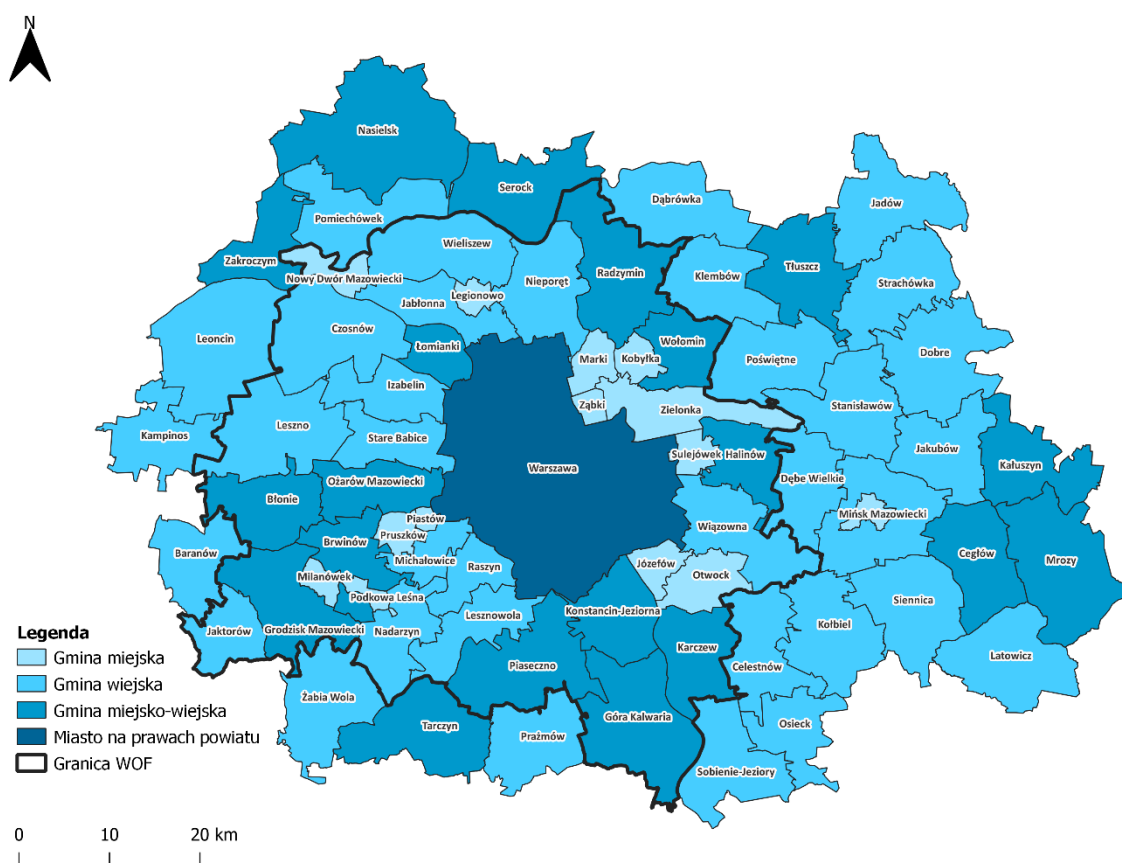 N
Nasielsk
Serock
Dąbrówka
Jadów
Pomiechówek
Wieliszew
Zakroczym
Nowy Dwór Mazowiecki
Nieporęt
Radzymin
Klembów
Tłuszcz
Strachówka
Jabłonna
Legionowo
Leoncin
Czosnów
Łomianki
Marki
Kobyłka
Wołomin
Poświętne
Dobre
Izabelin
Ząbki
Zielonka
Stanisławów
Kampinos
Leszno
Stare Babice
Warszawa
Sulejówek
Halinów
Jakubów
Kałuszyn
Dębe Wielkie
Błonie
Ożarów Mazowiecki
Mińsk Mazowiecki
Piastów
Pruszków
Brwinów
Wiązowna
Baranów
Michałowice
Raszyn
Józefów
Otwock
Cegłów
Mrozy
Milanówek
Podkowa Leśna
Siennica
Lesznowola
Konstancin-Jeziorna
Jaktorów
Grodzisk Mazowiecki
Nadarzyn
Kołbiel
Karczew
Celestnów
Latowicz
Piaseczno
Żabia Wola
Góra Kalwaria
Osieck
Tarczyn
Prażmów
Sobienie-Jeziory
Legenda
Gmina miejska
Gmina wiejska
Gmina miejsko-wiejska
Miasto na prawach powiatu
Granica WOF
0 10 20 km